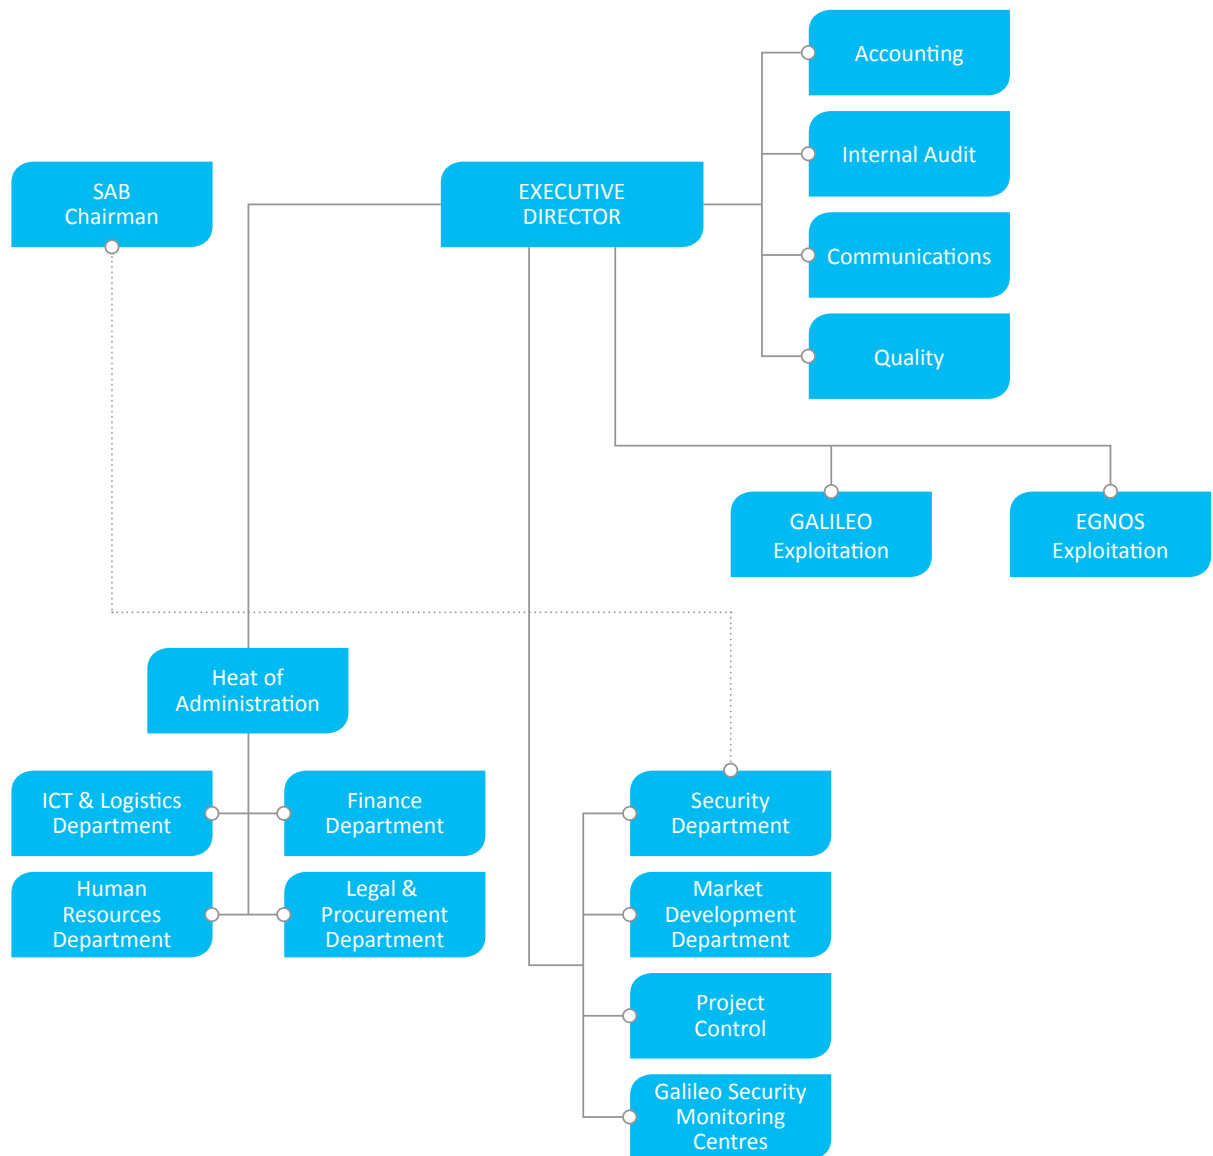 Accounting
Internal Audit
SAB
Chairman
EXECUTIVE
DIRECTOR
Communications
Quality
GALILEO
Exploitation
EGNOS
Exploitation
Heat of
Administration
ICT & Logistics
Department
Finance
Department
Human
Resources
Department
Legal &
Procurement
Department
Security
Department
Market
Development
Department
Project
Control
Galileo Security
Monitoring
Centres